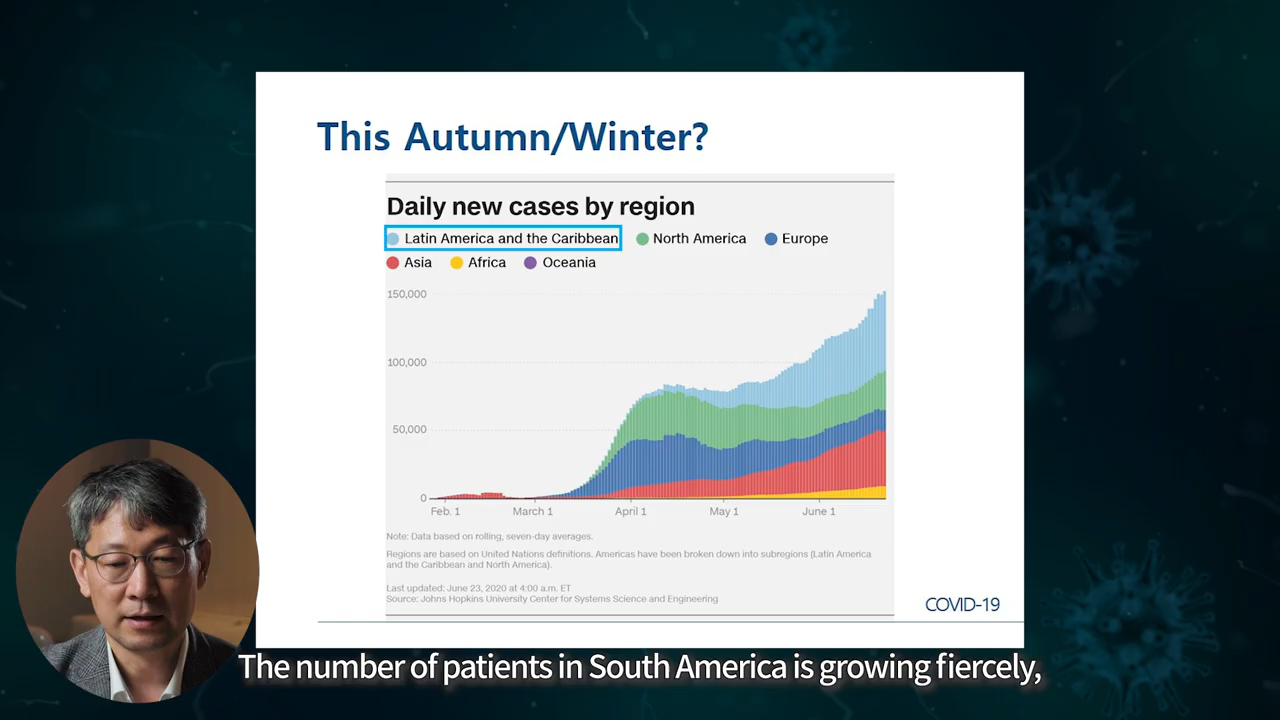 This Autumn/Winter?
Daily new cases by region
Latin America and the Caribbean North America Europe
Asia Africa Oceania
150,000
100,000
50,000
0
Feb. 1 March 1 April 1 May 1 June 1
Note: Data based on rolling, seven-day averages.
Regions are based on United Nations definitions. Americas have been broken down into subregions (Latin America
and the Caribbean and North America).
Last updated: June 23, 2020 at 4:00 a.m. ET
Source: Johns Hopkins University Center for Systems Science and Engineering
COVID-19
The number of patients in South America is growing fiercely,